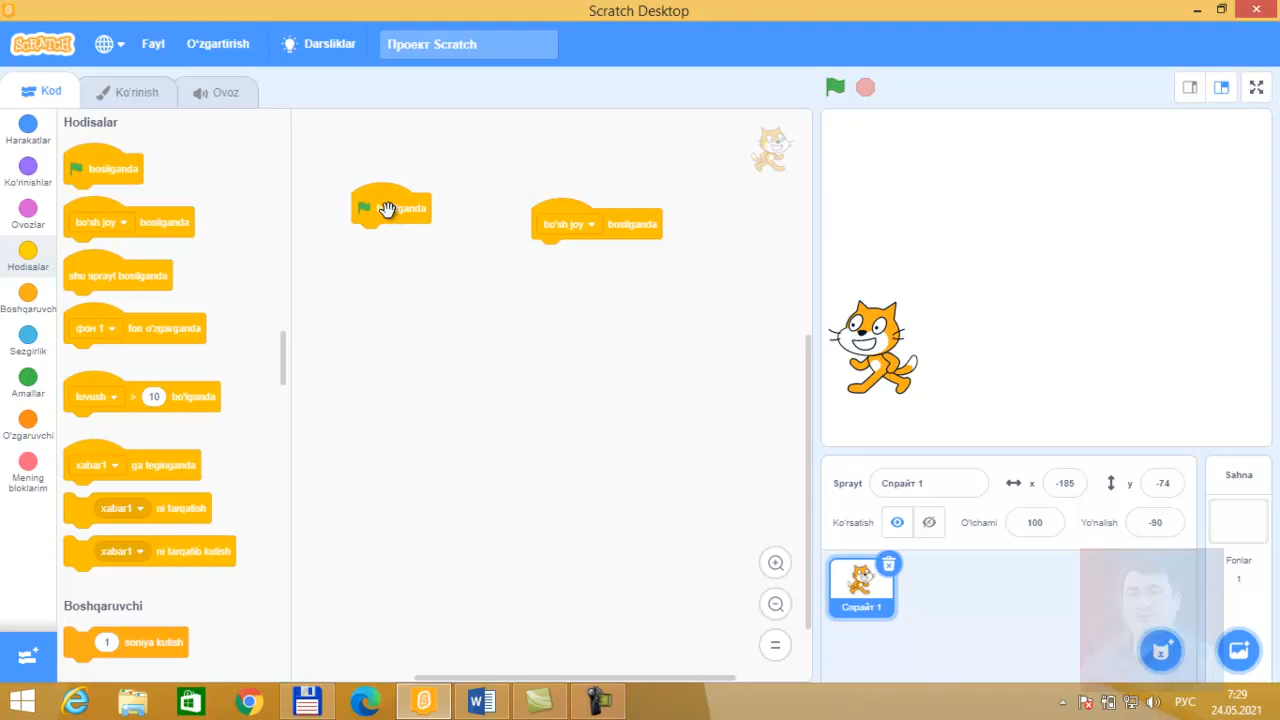 Scratch Desktop
SCRATCH
Fayl
O'zgartirish
Darsliklar
Проект Scratch
Kod
Ko'rinish
Ovoz
Harakatlar
Ko'rinishlar
Ovozlar
Hodisalar
Boshqaruvch
Sezgirlik
Amallar
O'zgaruvchi
Mening
bloklarim
Hodisalar
bosilganda
bo'sh joy bosilganda
shu sprayt bosilganda
фон 1 fon o'zgarganda
tovush > 10 bo'lganda
xabar1 ga teginganda
xabar1 ni tarqatish
xabar1 ni tarqatib kutish
Boshqaruvchi
1 soniya kutish
bo'sh joy bosilganda
Sprayt Спрайт 1 x -185 y -74
Ko'rsatish O'lchami 100 Yo'nalish -90
Спрайт 1
Sahna
Fonlar
1
РУС
7:29
24.05.2021